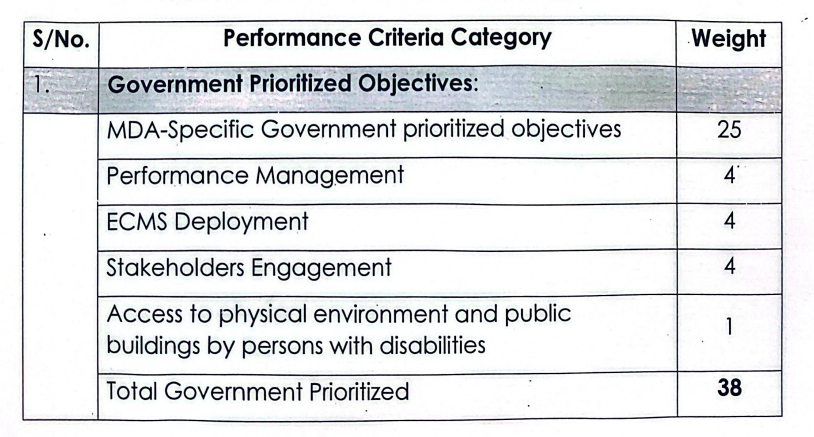 S/No. Performance Criteria Category Weight
1. Government Prioritized Objectives:
MDA-Specific Government prioritized objectives 25
Performance Management 4
ECMS Deployment 4
Stakeholders Engagement 4
Access to physical environment and public
buildings by persons with disabilities 1
Total Government Prioritized 38